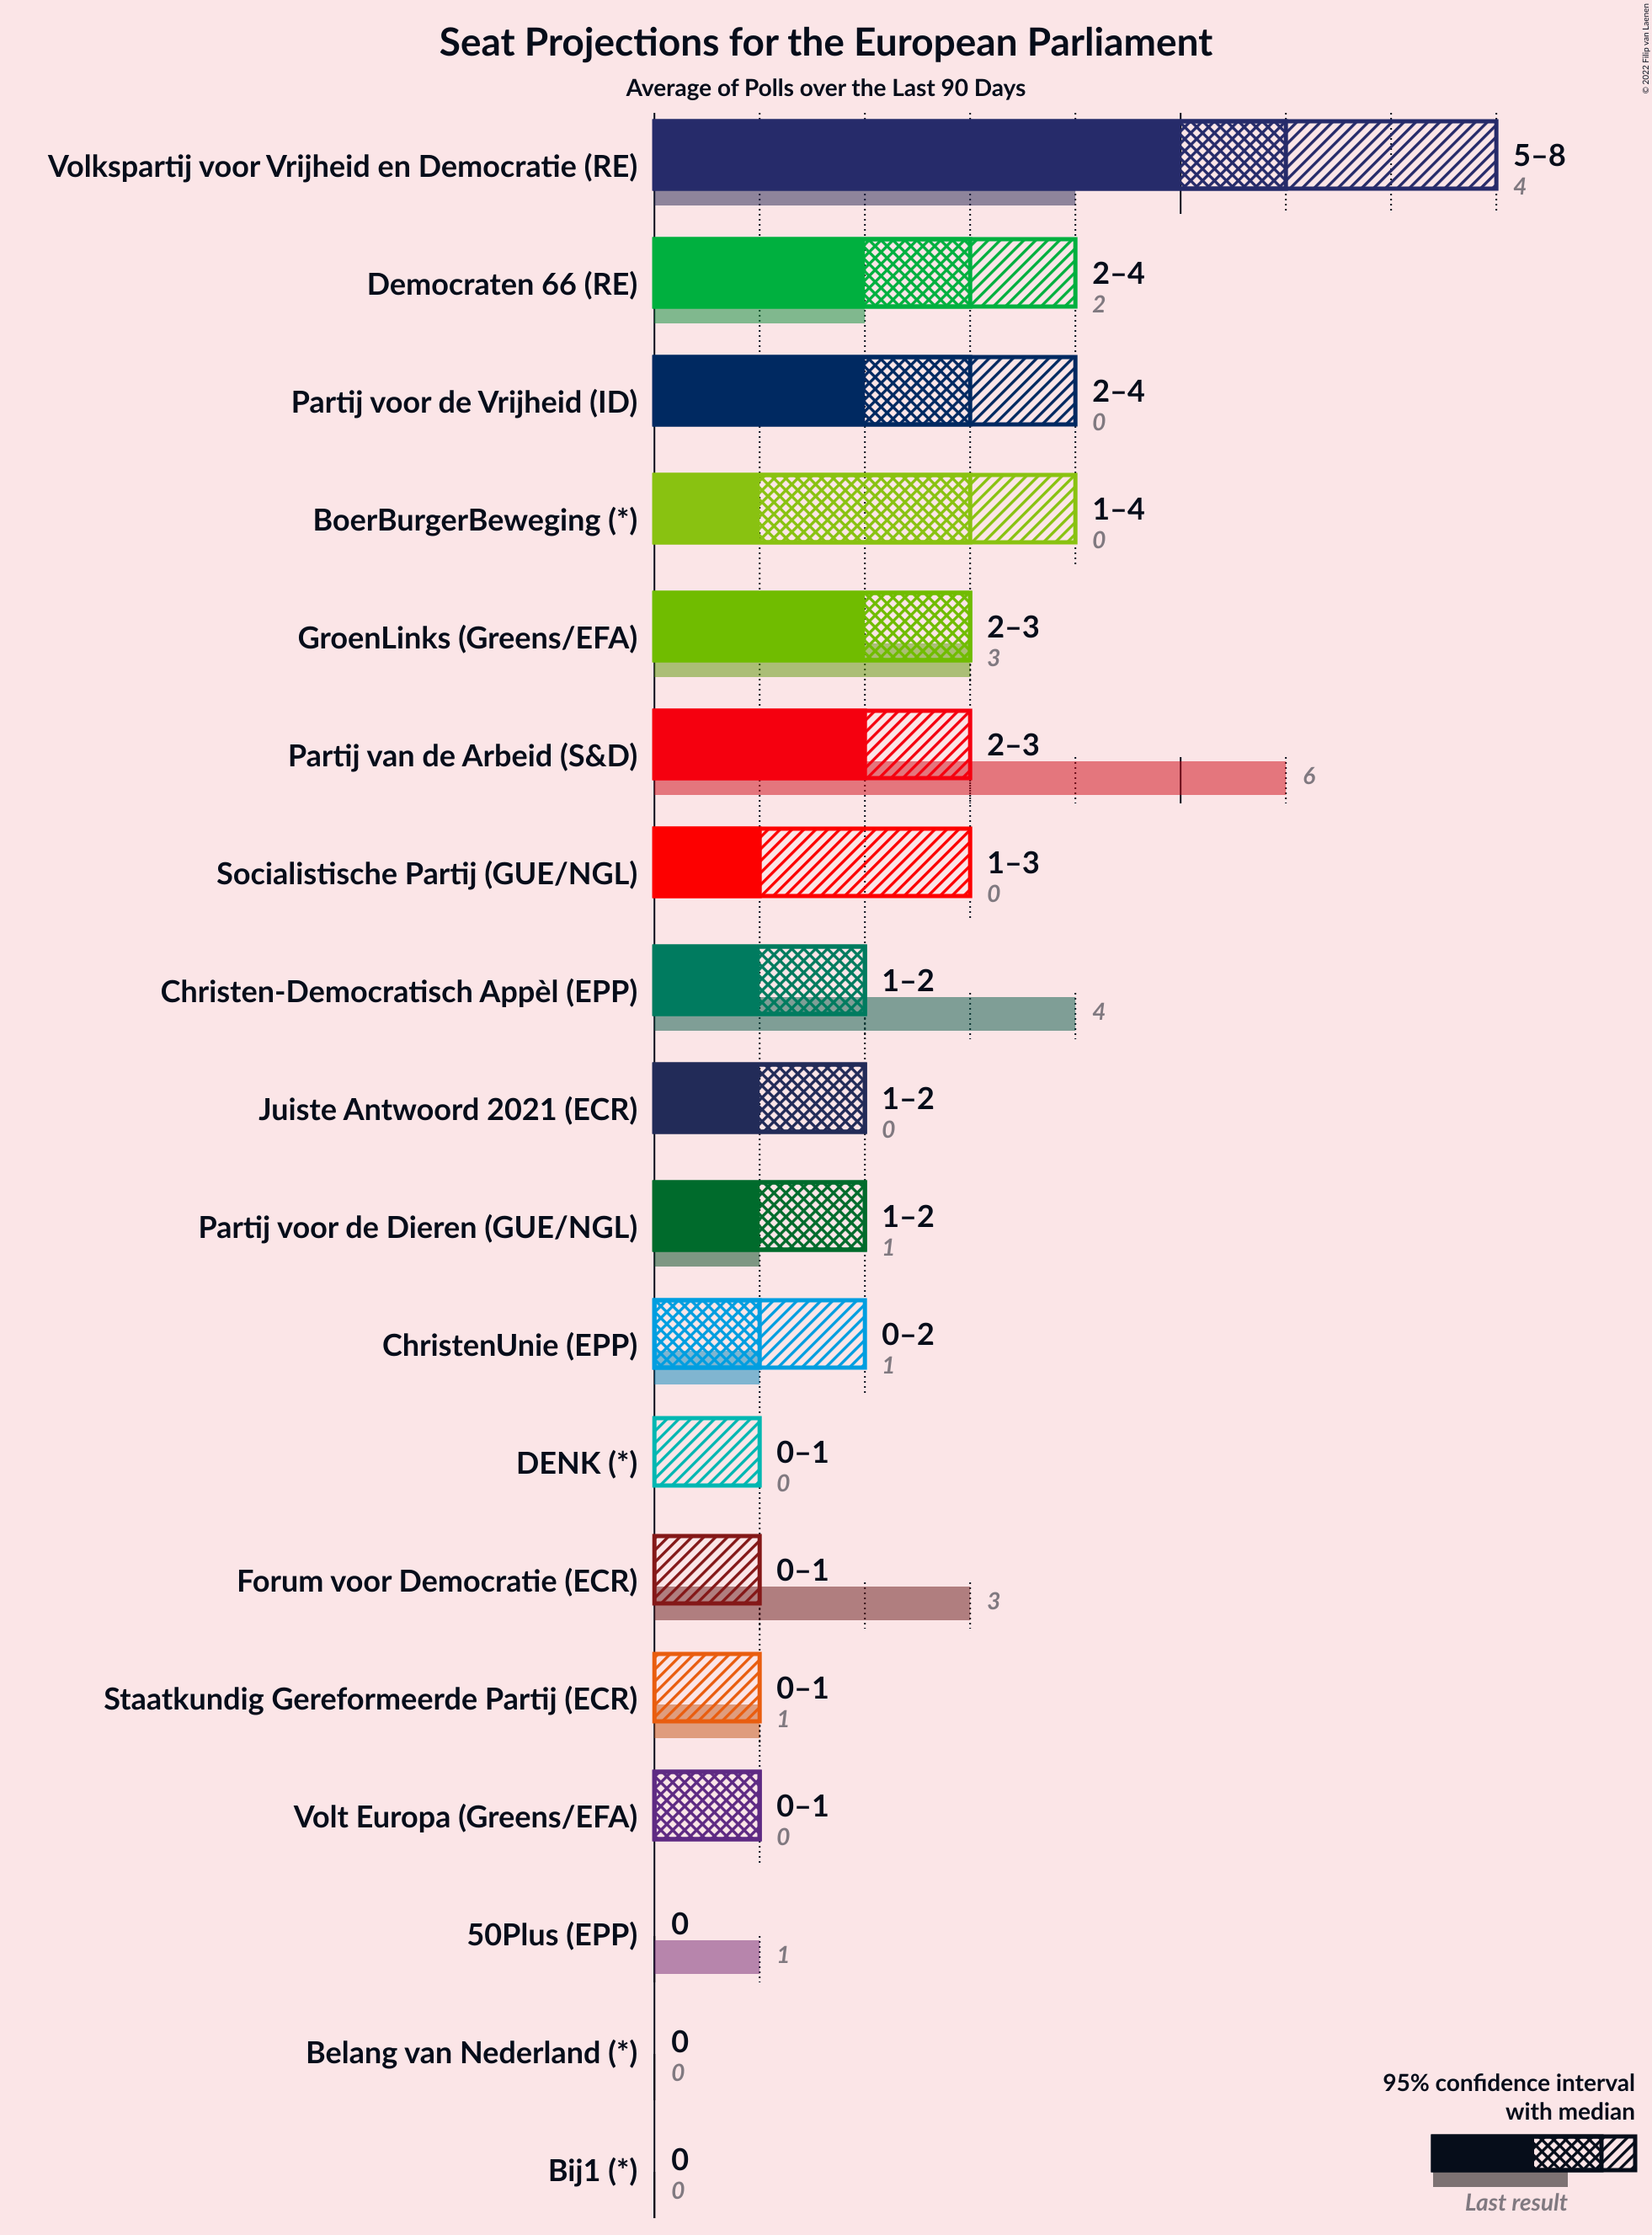 © 2022 Filip van Laenen
Seat Projections for the European Parliament
Average of Polls over the Last 90 Days
Volkspartij voor Vrijheid en Democratie (RE)
5–8
4
Democraten 66 (RE)
2–4
2
Partij voor de Vrijheid (ID)
2–4
0
BoerBurgerBeweging (*)
1–4
0
GroenLinks (Greens/EFA)
2–3
3
Partij van de Arbeid (S&D)
2–3
6
Socialistische Partij (GUE/NGL)
1–3
0
Christen-Democratisch Appèl (EPP)
1–2
4
Juiste Antwoord 2021 (ECR)
1–2
0
Partij voor de Dieren (GUE/NGL)
1–2
1
ChristenUnie (EPP)
0–2
1
DENK (*)
0–1
0
Forum voor Democratie (ECR)
0–1
3
Staatkundig Gereformeerde Partij (ECR)
0–1
1
Volt Europa (Greens/EFA)
0–1
0
50Plus (EPP)
0
1
Belang van Nederland (*)
0
0
Bij1 (*)
0
0
95% confidence interval
with median
Last result